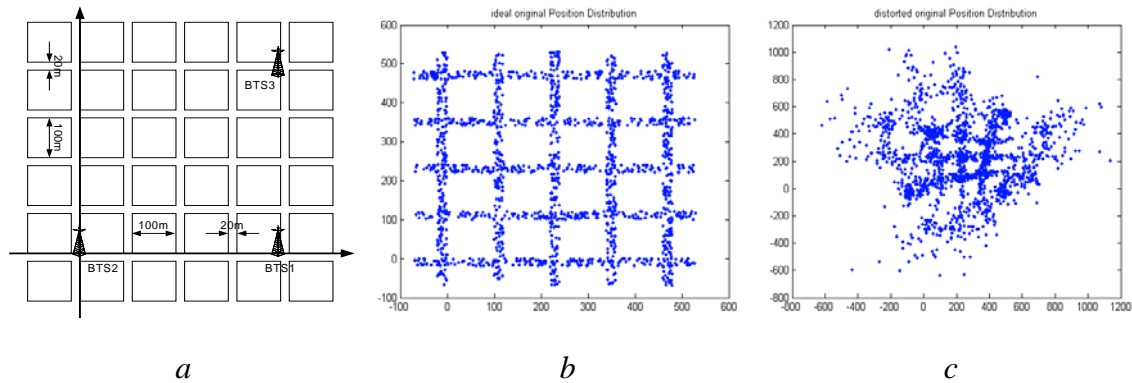 20m
BTS3
100m
100m
20m
BTS2
BTS1
a
ideal original Position Distribution
600
500
400
300
200
100
0
-100
-100 0 100 200 300 400 500 600
b
distorted original Position Distribution
1200
1000
800
600
400
200
0
-200
-400
-600
-800
-800 -600 -400 -200 0 200 400 600 800 1000 1200
c